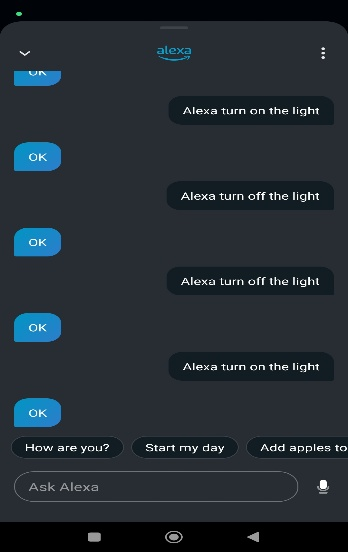 alexa
OK
Alexa turn on the light
OK
Alexa turn off the light
OK
Alexa turn off the light
OK
Alexa turn on the light
OK
How are you?
Start my day
Add apples to
Ask Alexa